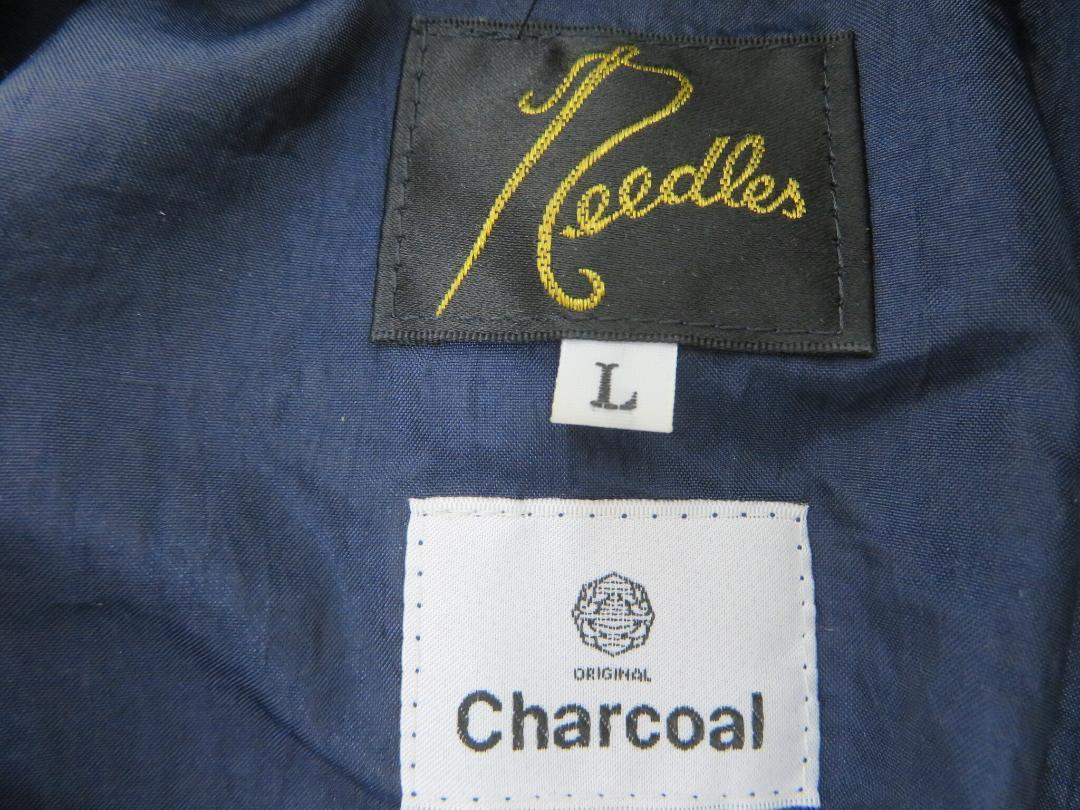 Needles
L
ORIGINAL
Charcoal